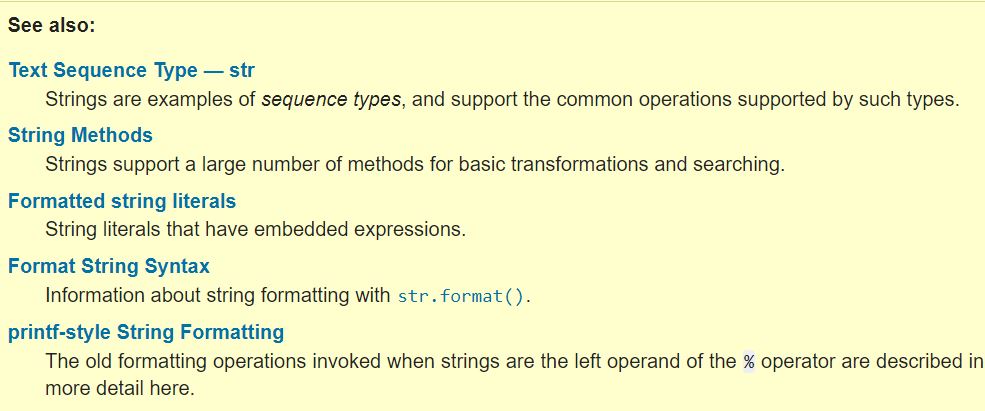 See also:
Text Sequence Type — str
Strings are examples of sequence types, and support the common operations supported by such types.
String Methods
Strings support a large number of methods for basic transformations and searching.
Formatted string literals
String literals that have embedded expressions.
Format String Syntax
Information about string formatting with str.format().
printf-style String Formatting
The old formatting operations invoked when strings are the left operand of the % operator are described in
more detail here.